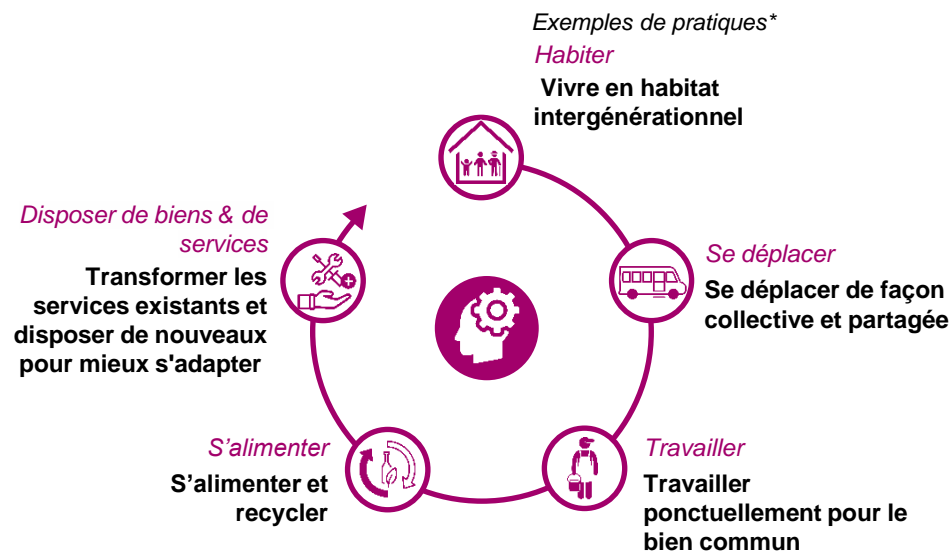 Exemples de pratiques*
Habiter
Vivre en habitat
intergénérationnel
Se déplacer
Se déplacer de façon
collective et partagée
Travailler
Travailler
ponctuellement pour le
bien commun
S’alimenter
S’alimenter et
recycler
Disposer de biens & de
services
Transformer les
services existants et
disposer de nouveaux
pour mieux s'adapter